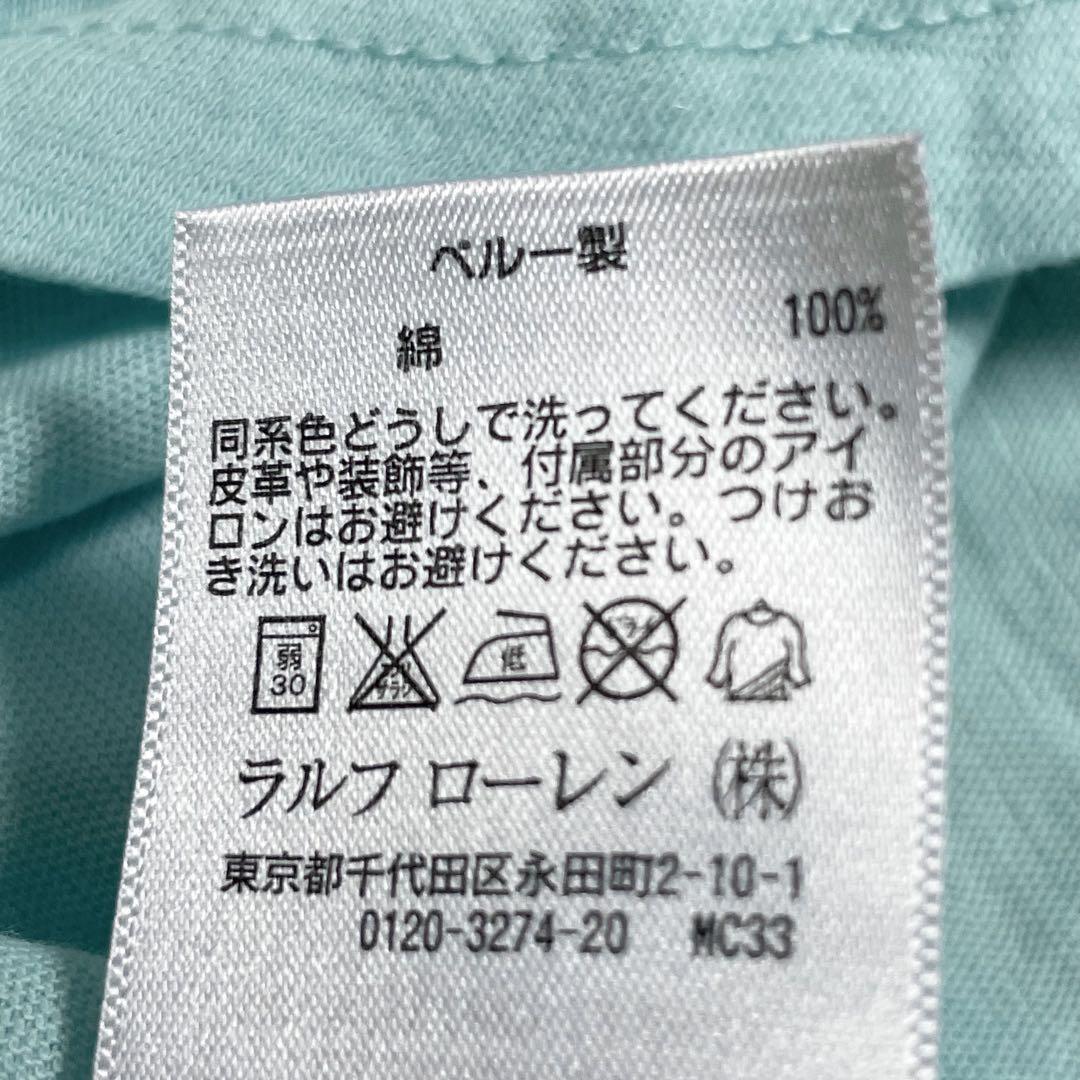 ペルー製
綿 100%
同系色どうしで洗ってください。
皮革や装飾等、付属部分のアイ
ロンはお避けください。つけお
き洗いはお避けください。
弱
30
低
ラルフ ローレン (株)
東京都千代田区永田町2-10-1
0120-3274-20 MC33